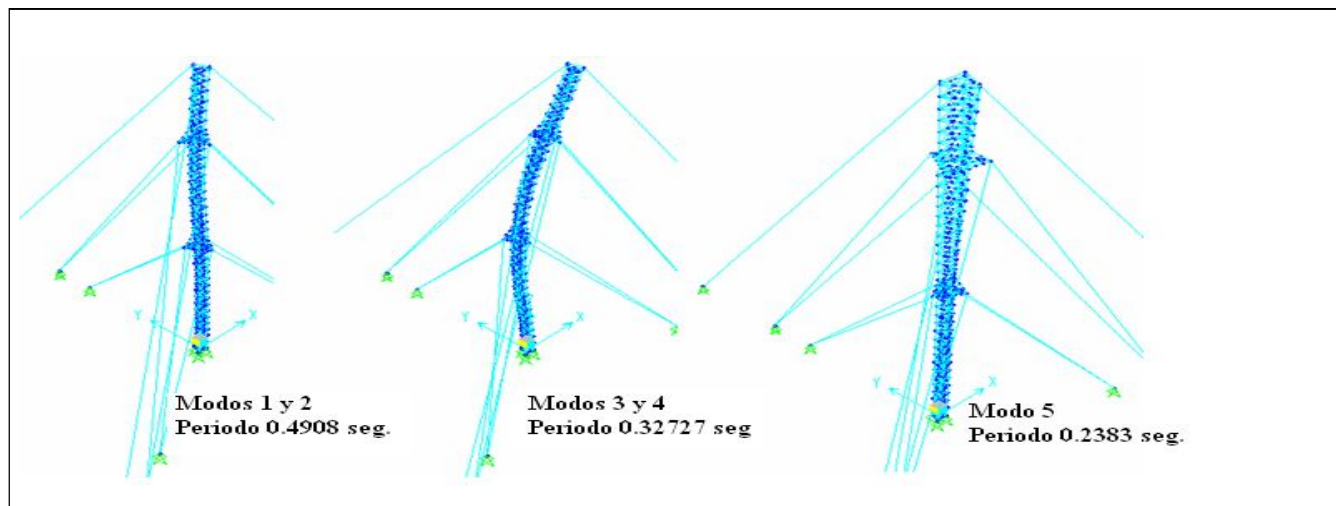 Y
X
Modos 1 y 2
Periodo 0.4908 seg.
Y
X
Modos 3 y 4
Periodo 0.32727 seg
Y
X
Modo 5
Periodo 0.2383 seg.